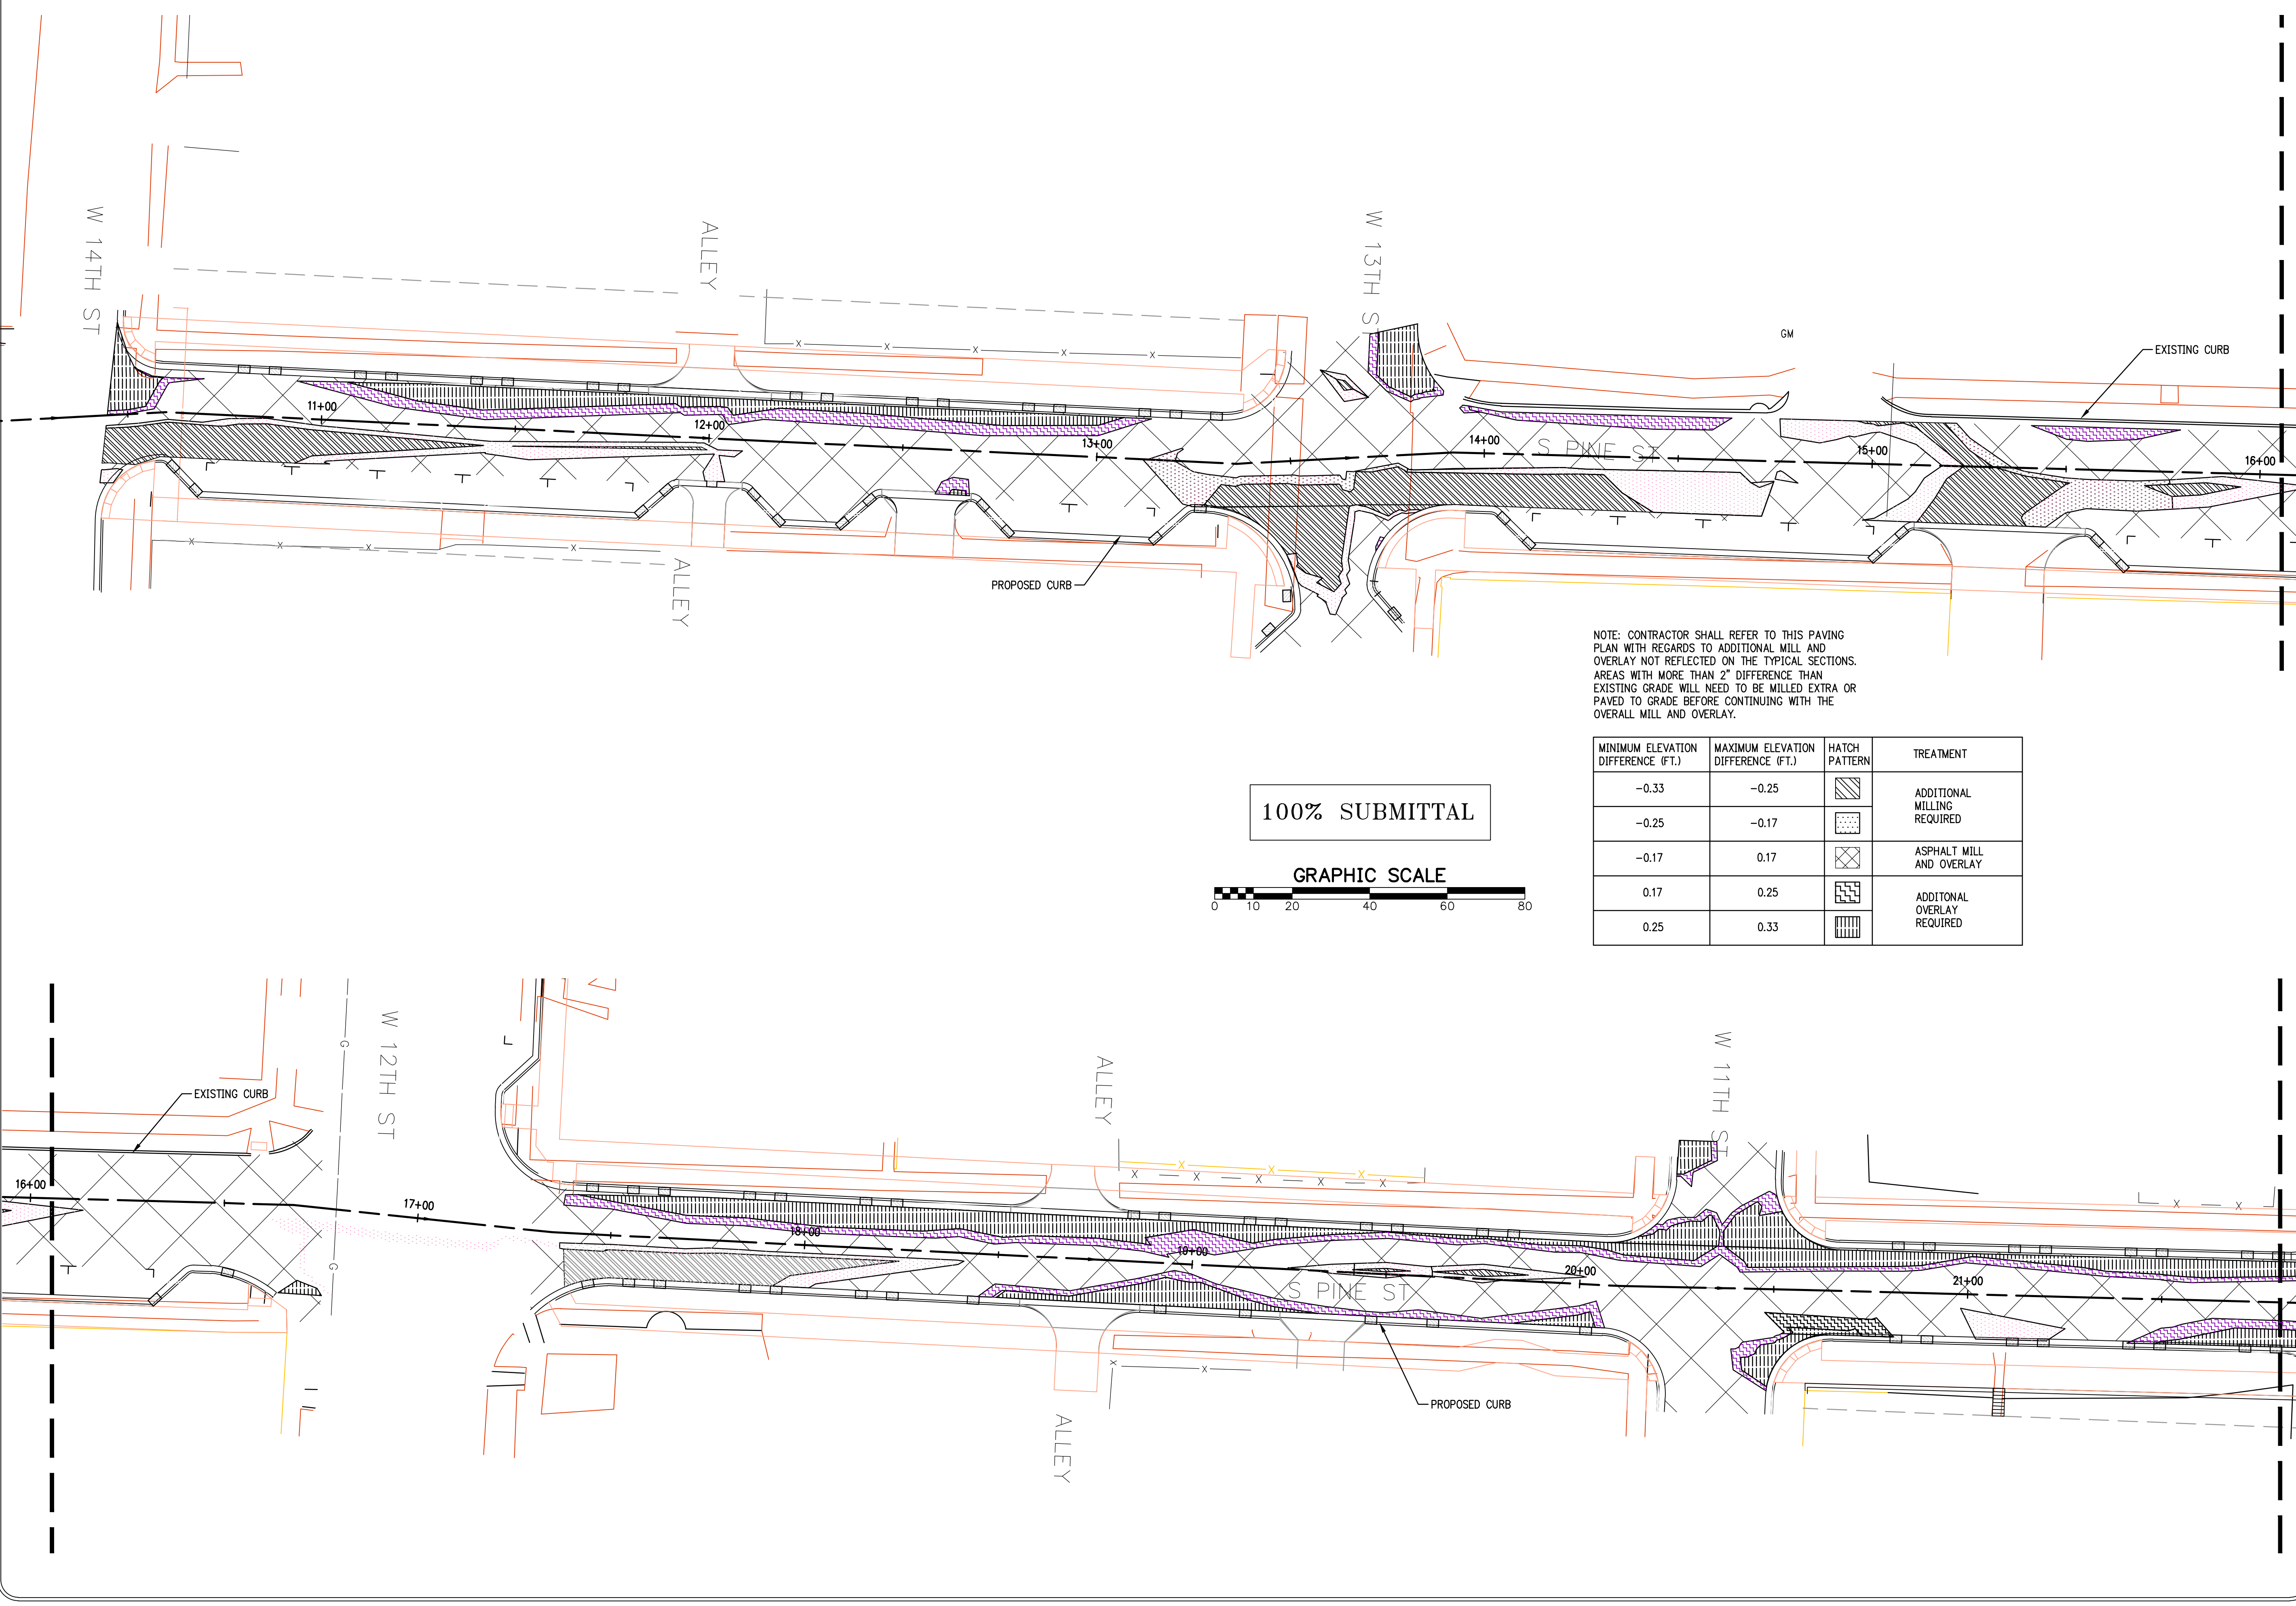 W 14TH ST
ALLEY
W 13TH ST
GM
EXISTING CURB
11+00
12+00
13+00
14+00
S PINE ST
15+00
16+00
X X X X X
X X X X
PROPOSED CURB
ALLEY
NOTE: CONTRACTOR SHALL REFER TO THIS PAVING
PLAN WITH REGARDS TO ADDITIONAL MILL AND
OVERLAY NOT REFLECTED ON THE TYPICAL SECTIONS.
AREAS WITH MORE THAN 2" DIFFERENCE THAN
EXISTING GRADE WILL NEED TO BE MILLED EXTRA OR
PAVED TO GRADE BEFORE CONTINUING WITH THE
OVERALL MILL AND OVERLAY.
MINIMUM ELEVATION
DIFFERENCE (FT.)
MAXIMUM ELEVATION
DIFFERENCE (FT.)
HATCH
PATTERN
TREATMENT
-0.33 -0.25
-0.25 -0.17
ADDITIONAL
MILLING
REQUIRED
-0.17 0.17
ASPHALT MILL
AND OVERLAY
0.17 0.25
0.25 0.33
ADDITONAL
OVERLAY
REQUIRED
100% SUBMITTAL
GRAPHIC SCALE
0 10 20 40 60 80
W 12TH ST
G
G
ALLEY
W 11TH ST
EXISTING CURB
X X X
X X X X X
X X
16+00
17+00
18+00
19+00
20+00
21+00
S PINE ST
X X
PROPOSED CURB
ALLEY